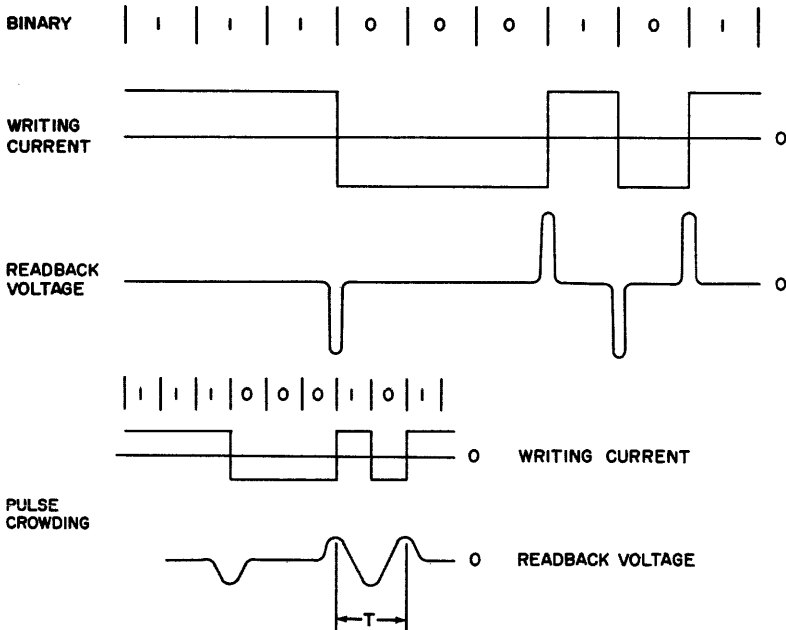 BINARY | 1 | 1 | 1 | 0 | 0 | 0 | 1 | 0 | 1 |
WRITING
CURRENT
0
READBACK
VOLTAGE
0
| 1 | 1 | 1 | 0 | 0 | 0 | 1 | 0 | 1 |
0 WRITING CURRENT
PULSE
CROWDING
0 READBACK VOLTAGE
T